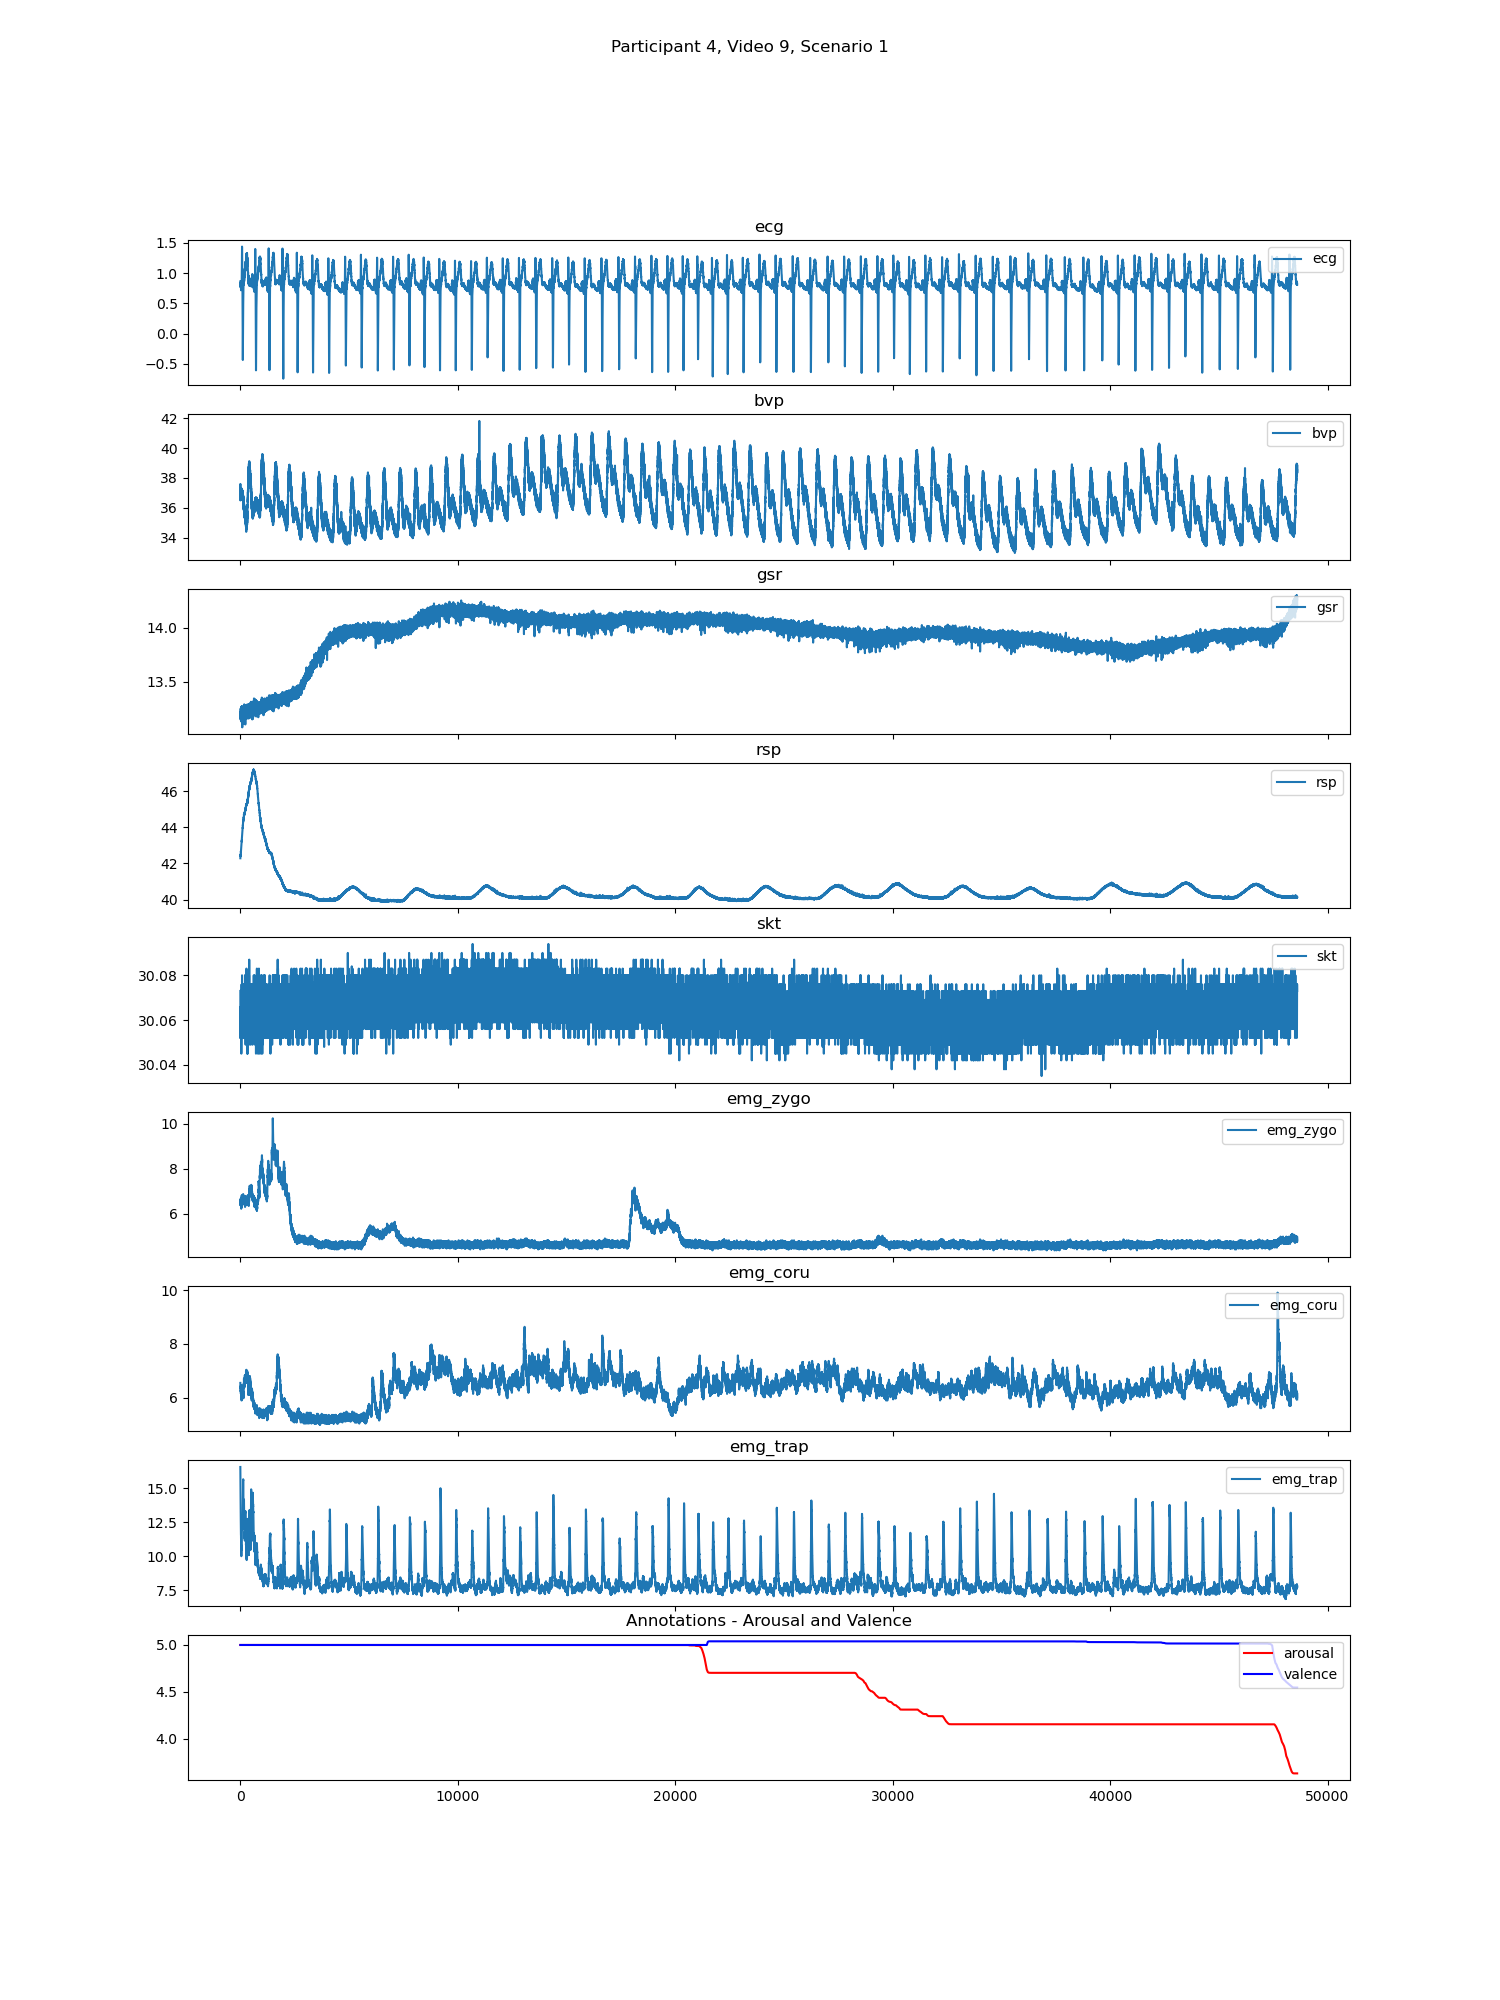 Participant 4, Video 9, Scenario 1
ecg
1.5
1.0
0.5
0.0
−0.5
ecg
bvp
42
40
38
36
34
bvp
gsr
14.0
13.5
gsr
rsp
46
44
42
40
rsp
skt
30.08
30.06
30.04
skt
emg_zygo
10
8
6
emg_zygo
emg_coru
10
8
6
emg_coru
emg_trap
15.0
12.5
10.0
7.5
emg_trap
Annotations - Arousal and Valence
5.0
4.5
4.0
arousal
valence
0 10000 20000 30000 40000 50000